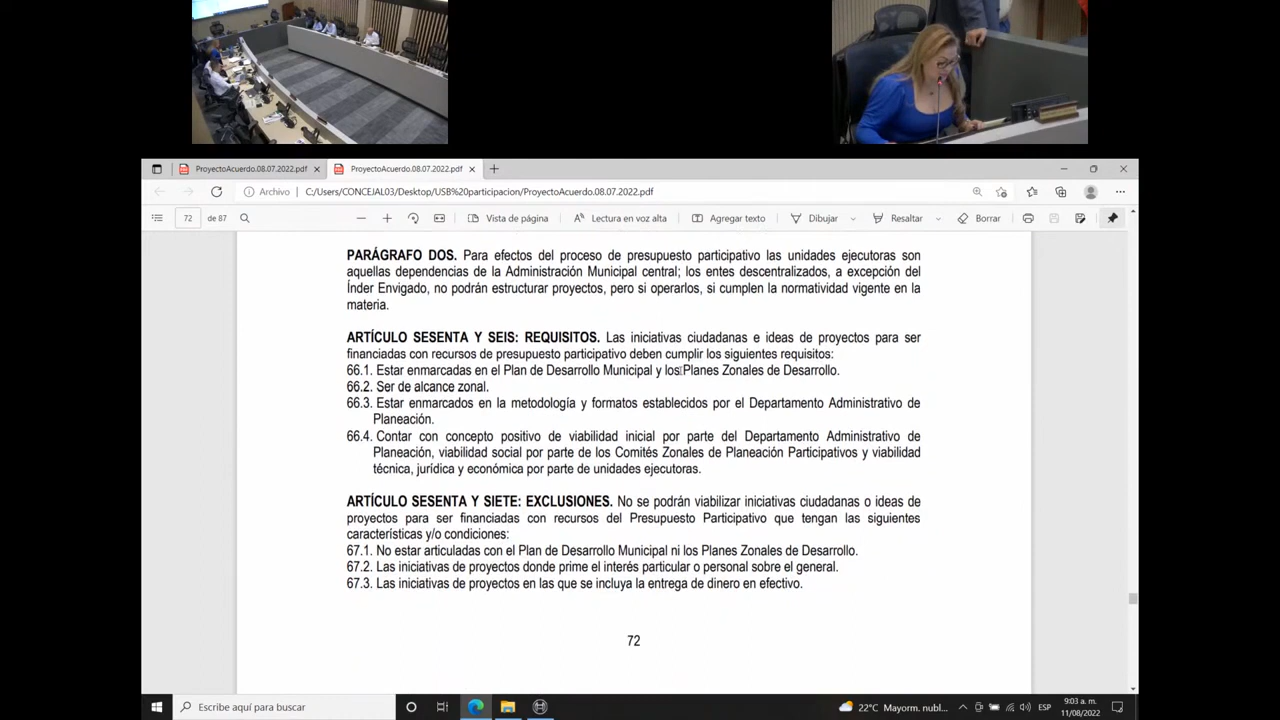 ProyectoAcuerdo.08.07.2022.pdf
ProyectoAcuerdo.08.07.2022.pdf
Archivo C:/Users/CONCEJAL03/Desktop/USB%20participacion/ProyectoAcuerdo.08.07.2022.pdf
72 de 87 Vista de página Lectura en voz alta Agregar texto Dibujar Resaltar Borrar
PARÁGRAFO DOS. Para efectos del proceso de presupuesto participativo las unidades ejecutoras son
aquellas dependencias de la Administración Municipal central; los entes descentralizados, a excepción del
Índer Envigado, no podrán estructurar proyectos, pero si operarlos, si cumplen la normatividad vigente en la
materia.
ARTÍCULO SESENTA Y SEIS: REQUISITOS. Las iniciativas ciudadanas e ideas de proyectos para ser
financiadas con recursos de presupuesto participativo deben cumplir los siguientes requisitos:
66.1. Estar enmarcadas en el Plan de Desarrollo Municipal y los Planes Zonales de Desarrollo.
66.2. Ser de alcance zonal.
66.3. Estar enmarcados en la metodología y formatos establecidos por el Departamento Administrativo de
Planeación.
66.4. Contar con concepto positivo de viabilidad inicial por parte del Departamento Administrativo de
Planeación, viabilidad social por parte de los Comités Zonales de Planeación Participativos y viabilidad
técnica, jurídica y económica por parte de unidades ejecutoras.
ARTÍCULO SESENTA Y SIETE: EXCLUSIONES. No se podrán viabilizar iniciativas ciudadanas o ideas de
proyectos para ser financiadas con recursos del Presupuesto Participativo que tengan las siguientes
características y/o condiciones:
67.1. No estar articuladas con el Plan de Desarrollo Municipal ni los Planes Zonales de Desarrollo.
67.2. Las iniciativas de proyectos donde prime el interés particular o personal sobre el general.
67.3. Las iniciativas de proyectos en las que se incluya la entrega de dinero en efectivo.
72
Escribe aquí para buscar
22°C Mayorm. nubl... ESP
9:03 a. m.
11/08/2022